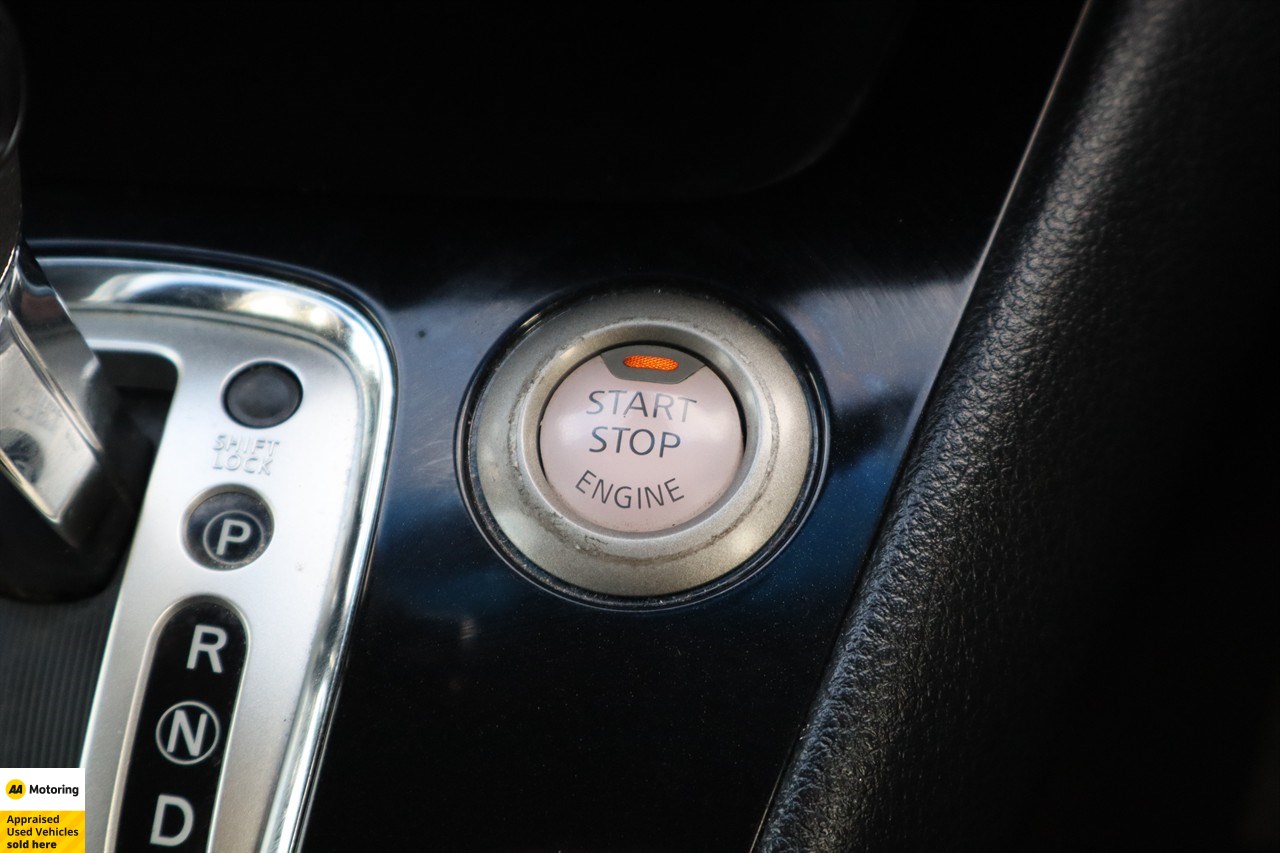 START
STOP
ENGINE
SHIFT
LOCK
P
R
N
D
AA Motoring
Appraised
Used Vehicles
sold here